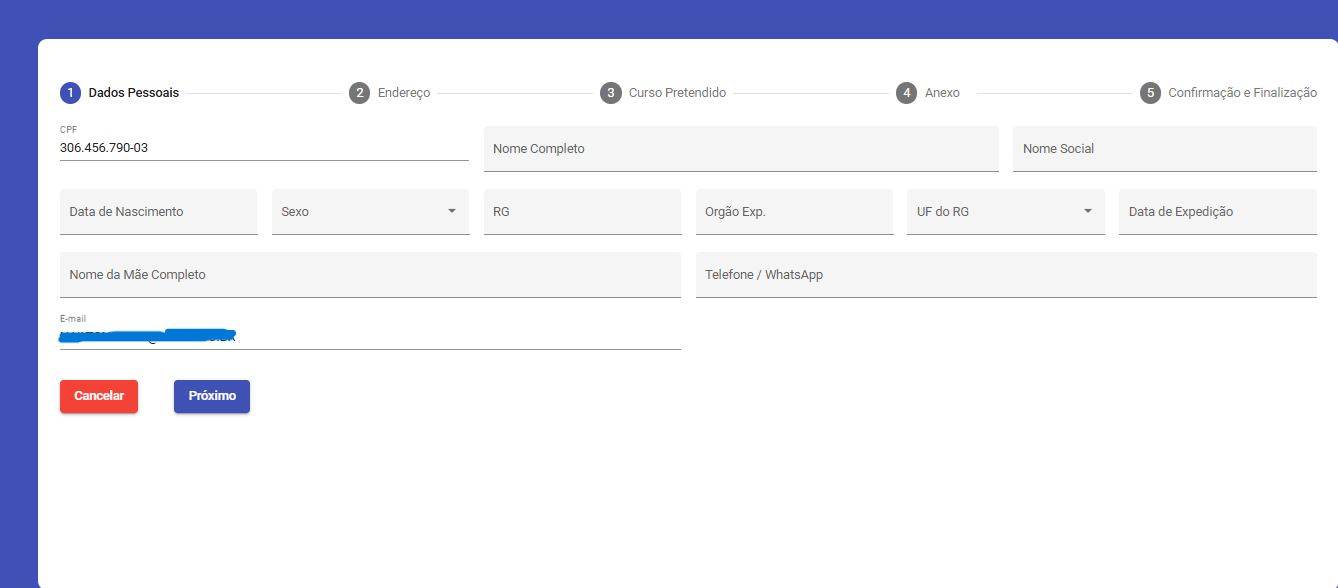 1 Dados Pessoais 2 Endereço 3 Curso Pretendido 4 Anexo 5 Confirmação e Finalização
CPF
306.456.790-03 Nome Completo Nome Social
Data de Nascimento Sexo RG Orgão Exp. UF do RG Data de Expedição
Nome da Mãe Completo Telefone / WhatsApp
E-mail
Cancelar Próximo